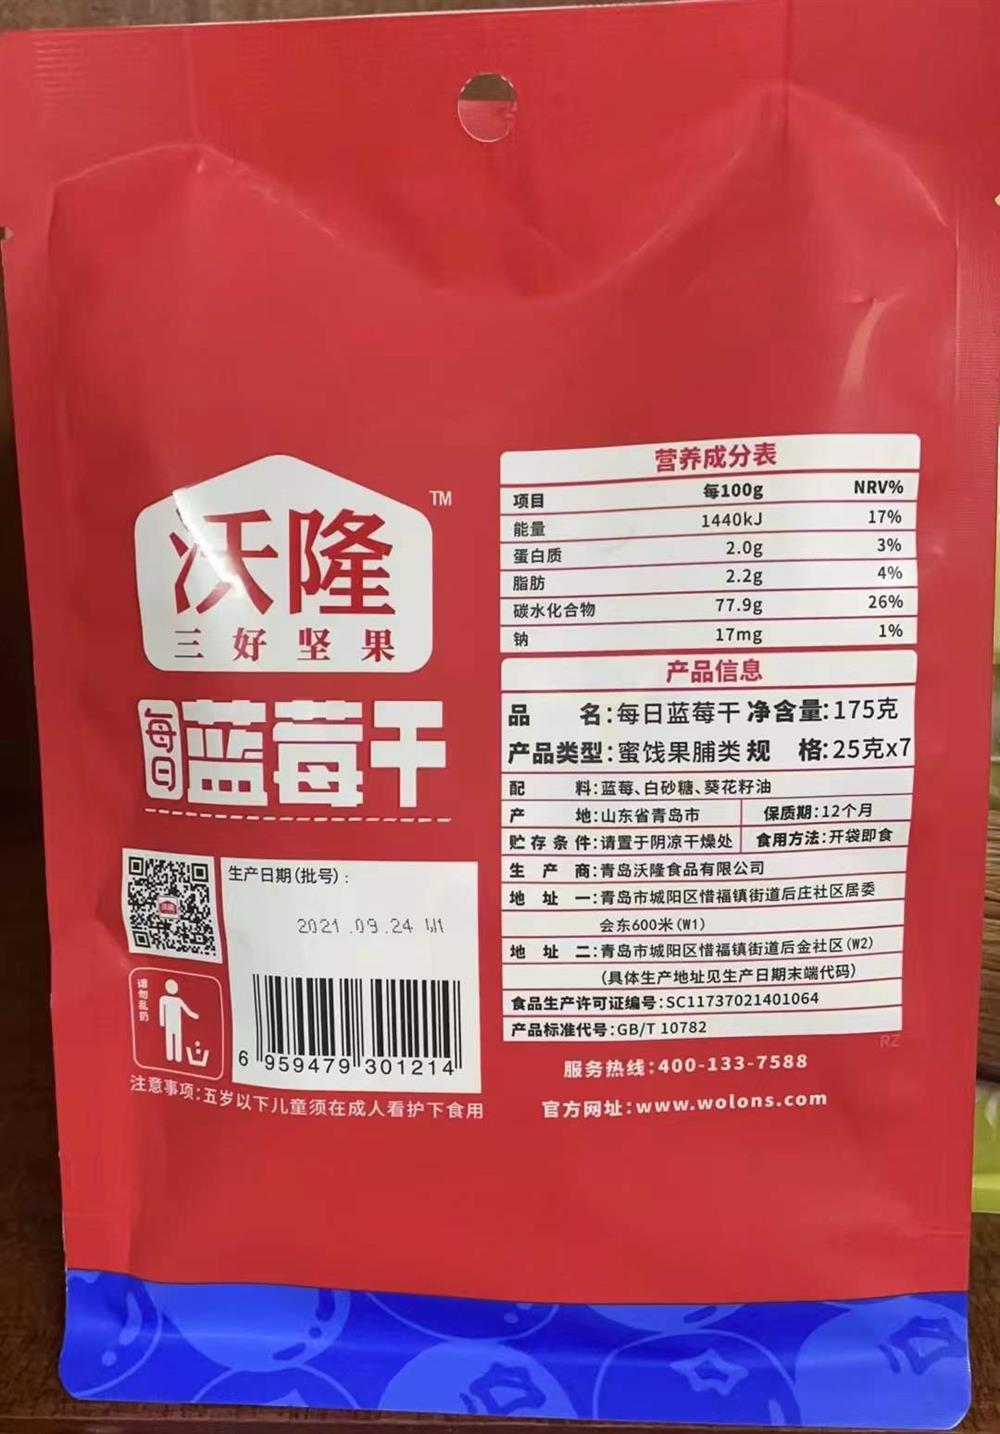 沃隆 TM
三好坚果
每日
蓝莓干
生产日期(批号):
2021.09.24 W1
请勿乱扔
6 959479 301214
注意事项:五岁以下儿童须在成人看护下食用
营养成分表
项目 每100g NRV%
能量 1440kJ 17%
蛋白质 2.0g 3%
脂肪 2.2g 4%
碳水化合物 77.9g 26%
钠 17mg 1%
产品信息
品 名:每日蓝莓干 净含量:175克
产品类型:蜜饯果脯类 规 格:25克x7
配 料:蓝莓、白砂糖、葵花籽油
产 地:山东省青岛市 保质期:12个月
贮存条件:请置于阴凉干燥处 食用方法:开袋即食
生 产 商:青岛沃隆食品有限公司
地 址 一:青岛市城阳区惜福镇街道后庄社区居委
会东600米(W1)
地 址 二:青岛市城阳区惜福镇街道后金社区(W2)
(具体生产地址见生产日期末端代码)
食品生产许可证编号:SC11737021401064
产品标准代号:GB/T 10782
RZ
服务热线:400-133-7588
官方网址:www.wolons.com